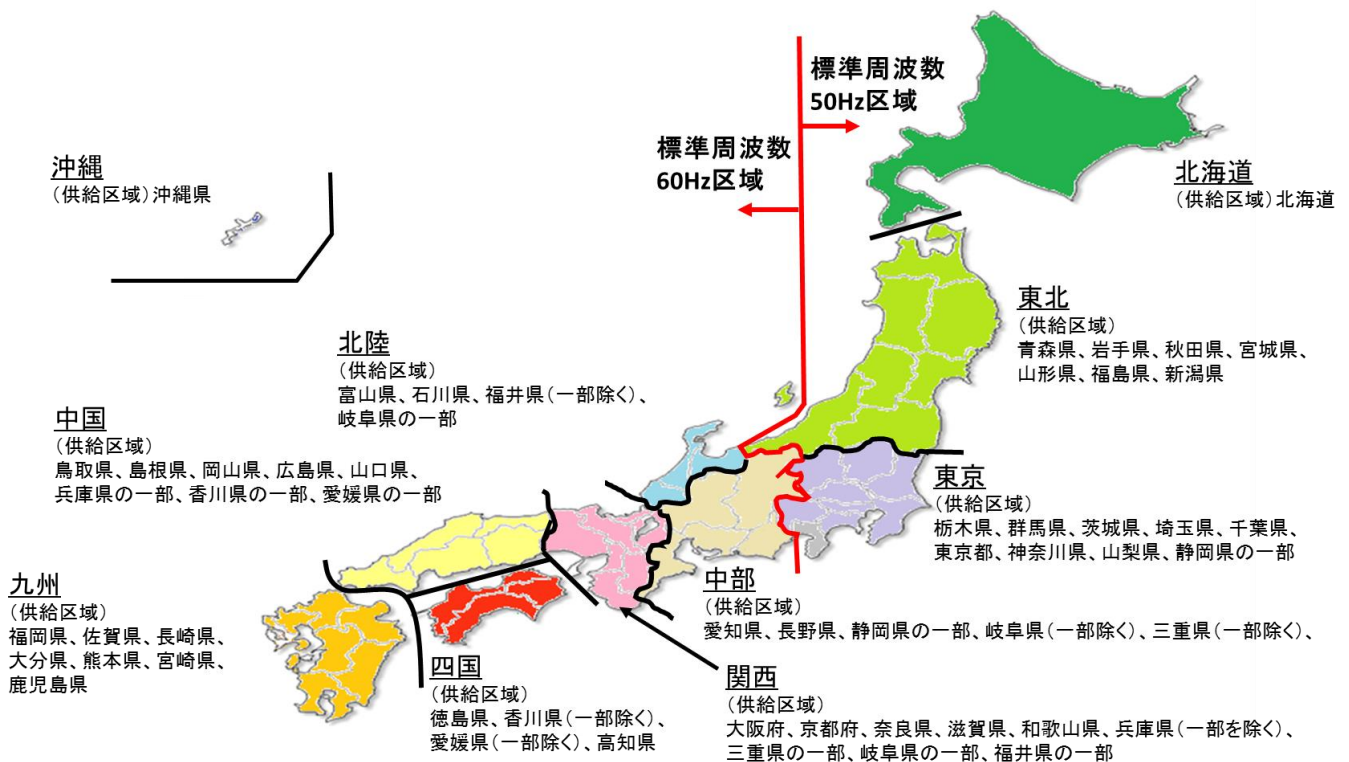 標準周波数
50Hz区域
標準周波数
60Hz区域
沖縄
(供給区域)沖縄県
北海道
(供給区域)北海道
東北
(供給区域)
青森県、岩手県、秋田県、宮城県、
山形県、福島県、新潟県
北陸
(供給区域)
富山県、石川県、福井県(一部除く)、
岐阜県の一部
中国
(供給区域)
鳥取県、島根県、岡山県、広島県、山口県、
兵庫県の一部、香川県の一部、愛媛県の一部
東京
(供給区域)
栃木県、群馬県、茨城県、埼玉県、千葉県、
東京都、神奈川県、山梨県、静岡県の一部
九州
(供給区域)
福岡県、佐賀県、長崎県、
大分県、熊本県、宮崎県、
鹿児島県
中部
(供給区域)
愛知県、長野県、静岡県の一部、岐阜県(一部除く)、三重県(一部除く)、
四国
(供給区域)
徳島県、香川県(一部除く)、
愛媛県(一部除く)、高知県
関西
(供給区域)
大阪府、京都府、奈良県、滋賀県、和歌山県、兵庫県(一部を除く)、
三重県の一部、岐阜県の一部、福井県の一部